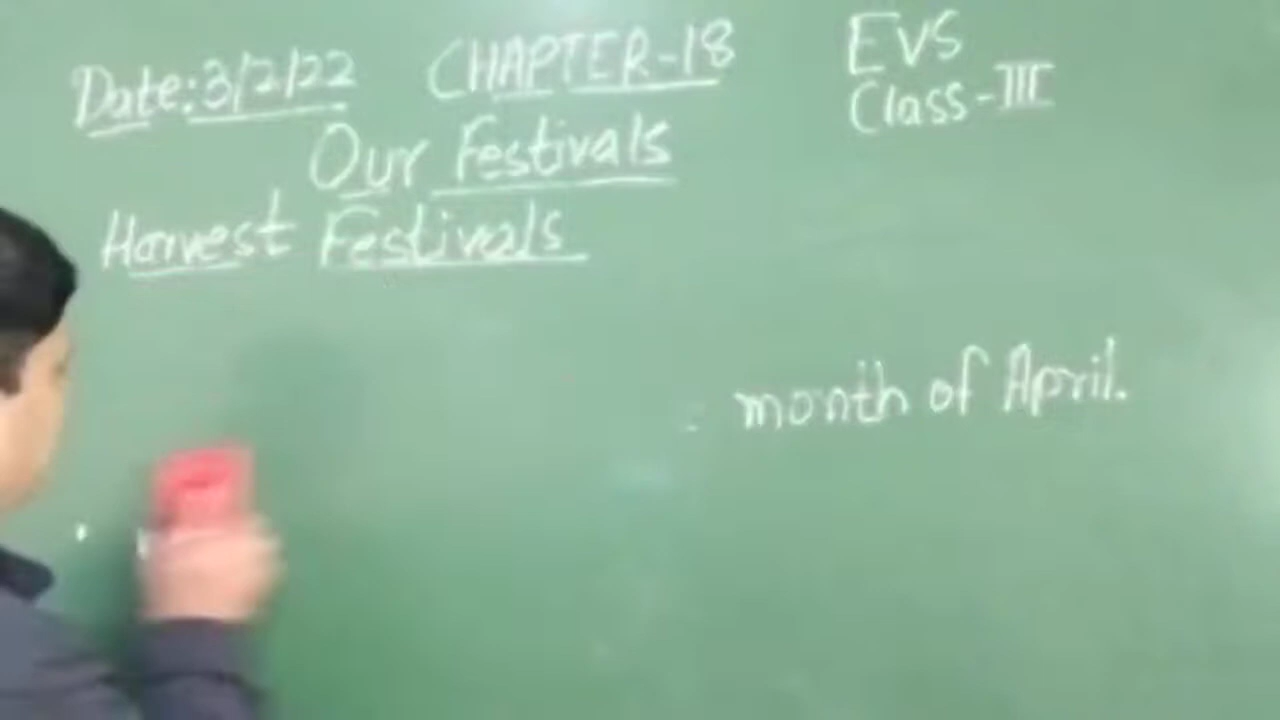 Date:3/2/22 CHAPTER-18 EVS
Class-III
Our Festivals
Harvest Festivals
month of April.